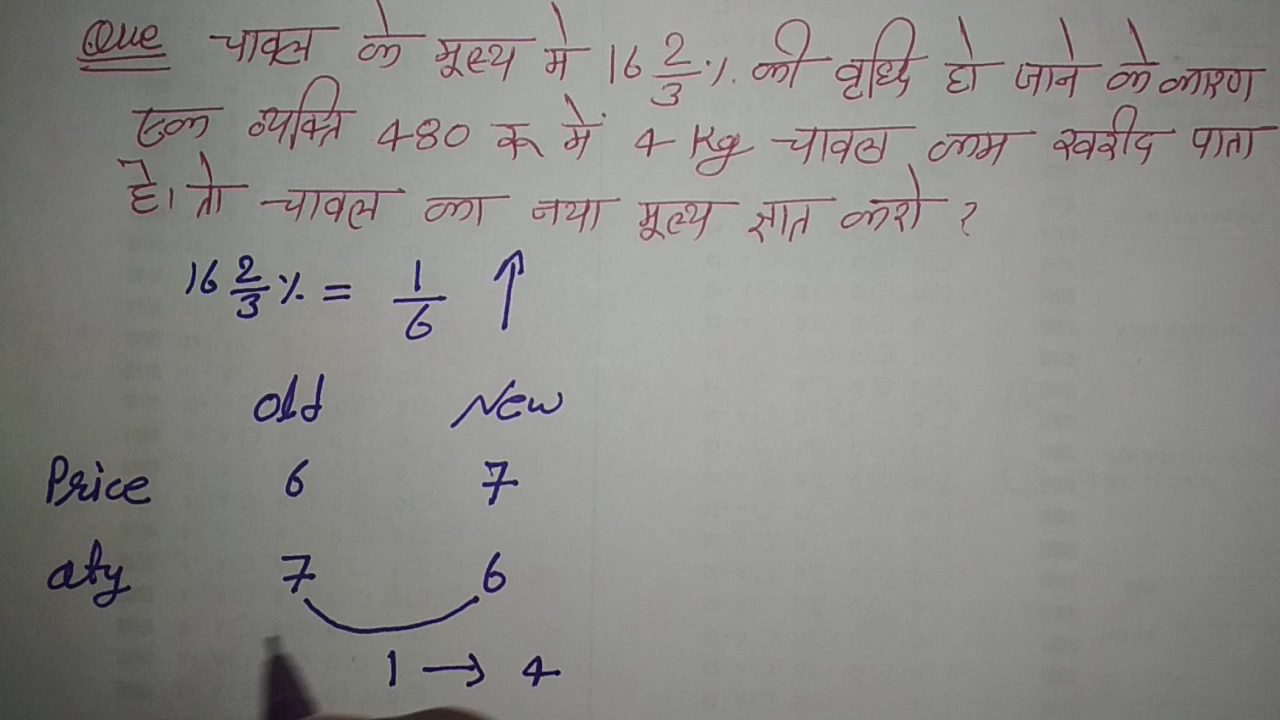 Que चावल के मूल्य मे 16 2/3 % की वृध्दि हो जाने के कारण
एक व्यक्ति 480 रू में 4 Kg चावल कम खरीद पाता
है। तो चावल का नया मूल्य ज्ञात करो ?
16 2/3 % = 1/6 ↑
Old New
Price 6 7
Qty 7 6
1 → 4